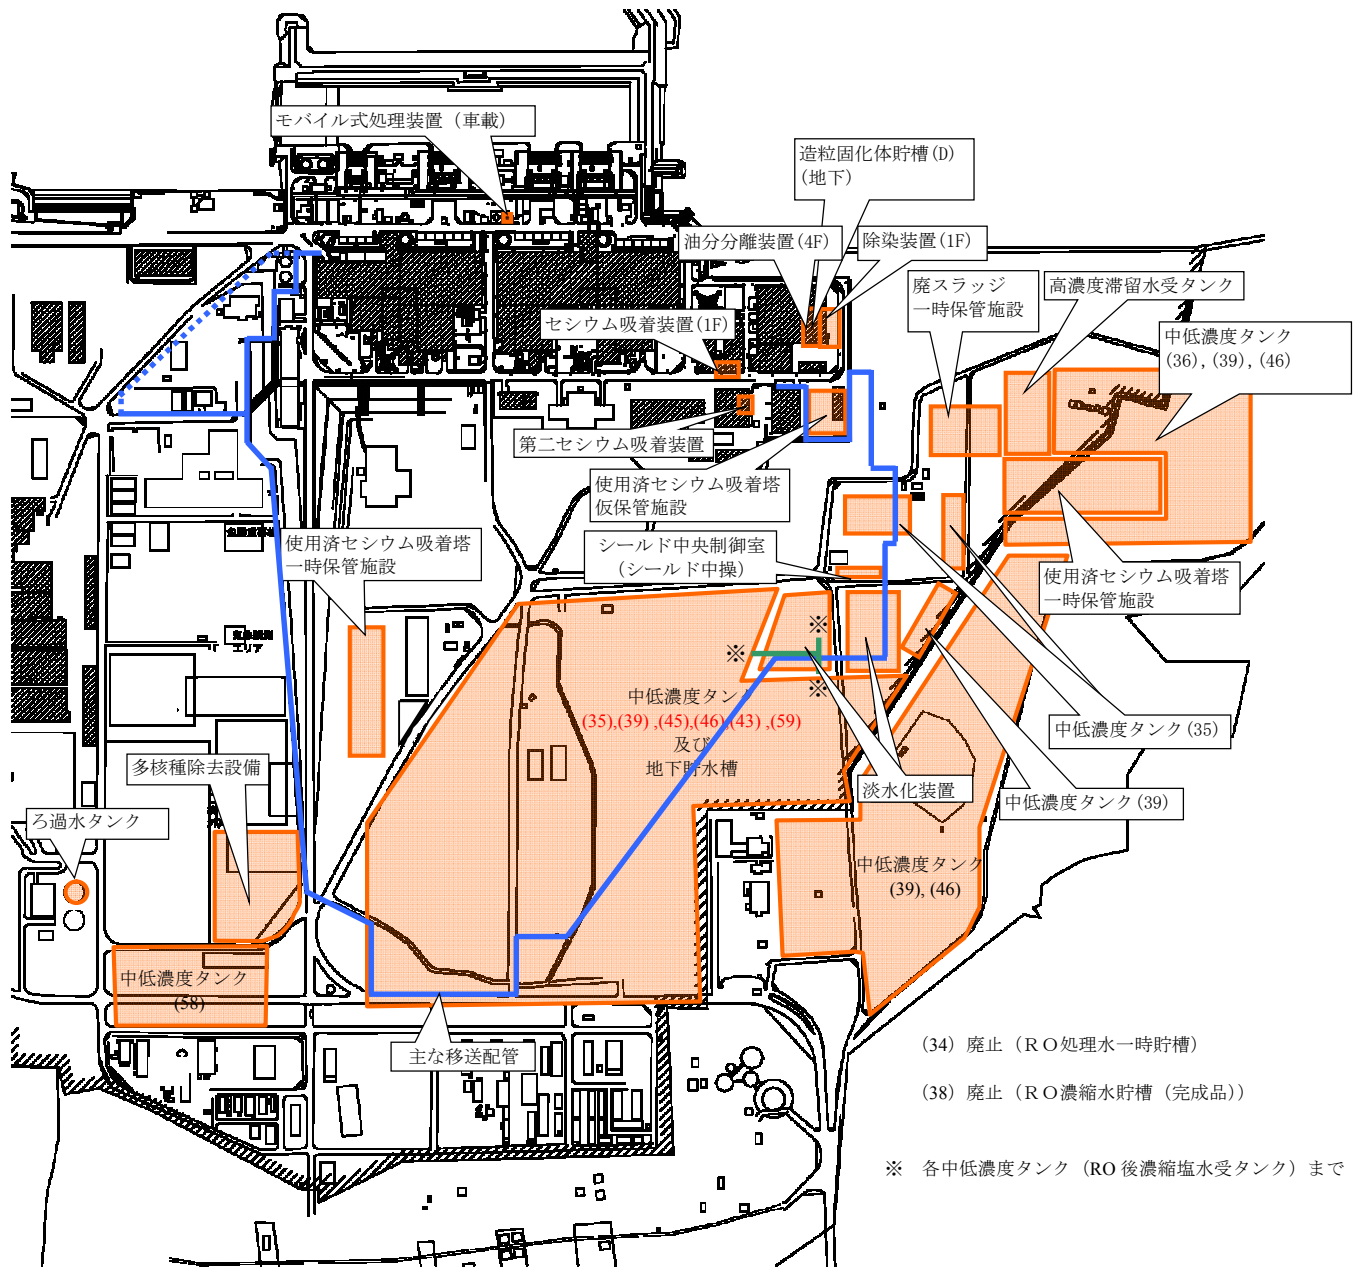 モバイル式処理装置（車載）
造粒固化体貯槽(D)
(地下)
油分分離装置(4F)
除染装置(1F)
廃スラッジ
一時保管施設
高濃度滞留水受タンク
セシウム吸着装置(1F)
中低濃度タンク
(36), (39), (46)
第二セシウム吸着装置
使用済セシウム吸着塔
仮保管施設
使用済セシウム吸着塔
一時保管施設
シールド中央制御室
（シールド中操）
使用済セシウム吸着塔
一時保管施設
エリア
※
※
※
中低濃度タンク
(35),(39) ,(45),(46),(43) ,(59)
及び
地下貯水槽
中低濃度タンク(35)
多核種除去設備
淡水化装置
中低濃度タンク(39)
ろ過水タンク
中低濃度タンク
(39), (46)
中低濃度タンク
(58)
主な移送配管
(34) 廃止（ＲＯ処理水一時貯槽）
(38) 廃止（ＲＯ濃縮水貯槽（完成品））
※　各中低濃度タンク（RO 後濃縮塩水受タンク）まで